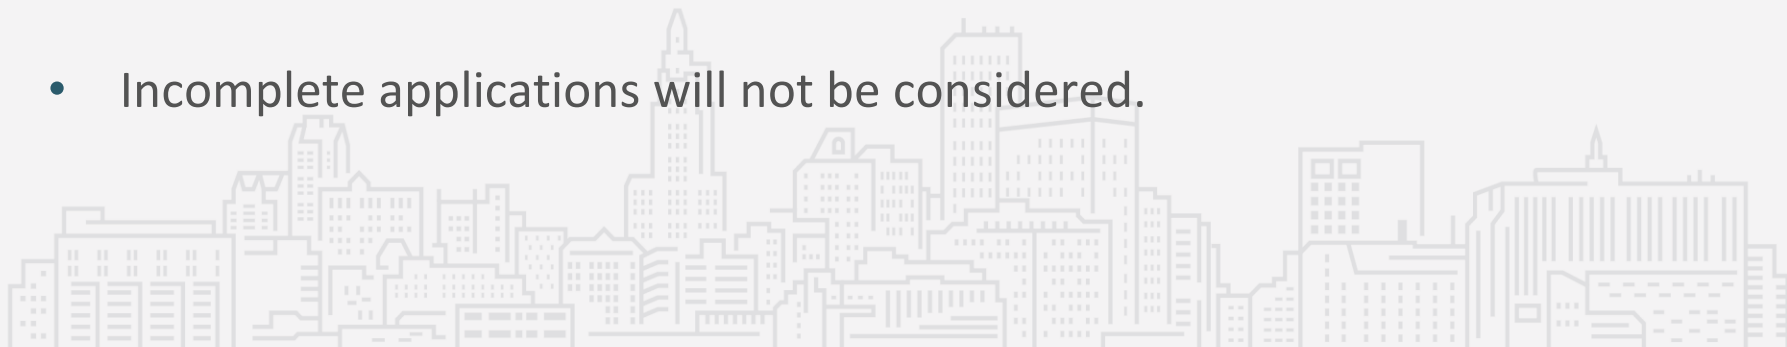 • Incomplete applications will not be considered.